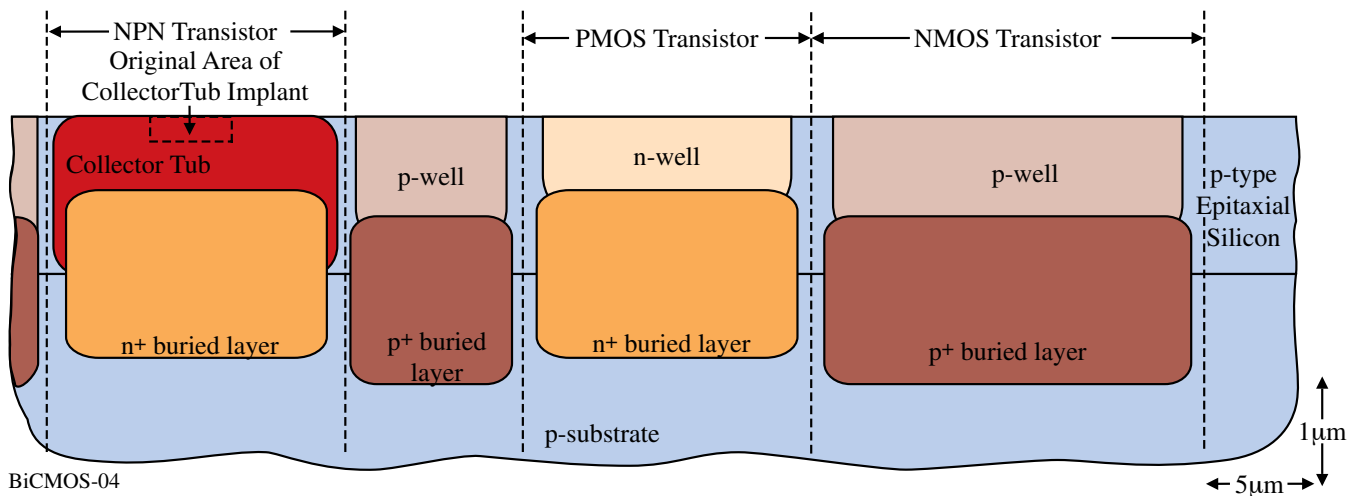 NPN Transistor
PMOS Transistor
NMOS Transistor
Original Area of
CollectorTub Implant
Collector Tub
p-well
n-well
p-well
p-type
Epitaxial
Silicon
n+ buried layer
p+ buried
layer
n+ buried layer
p+ buried layer
p-substrate
1μm
5μm
BiCMOS-04